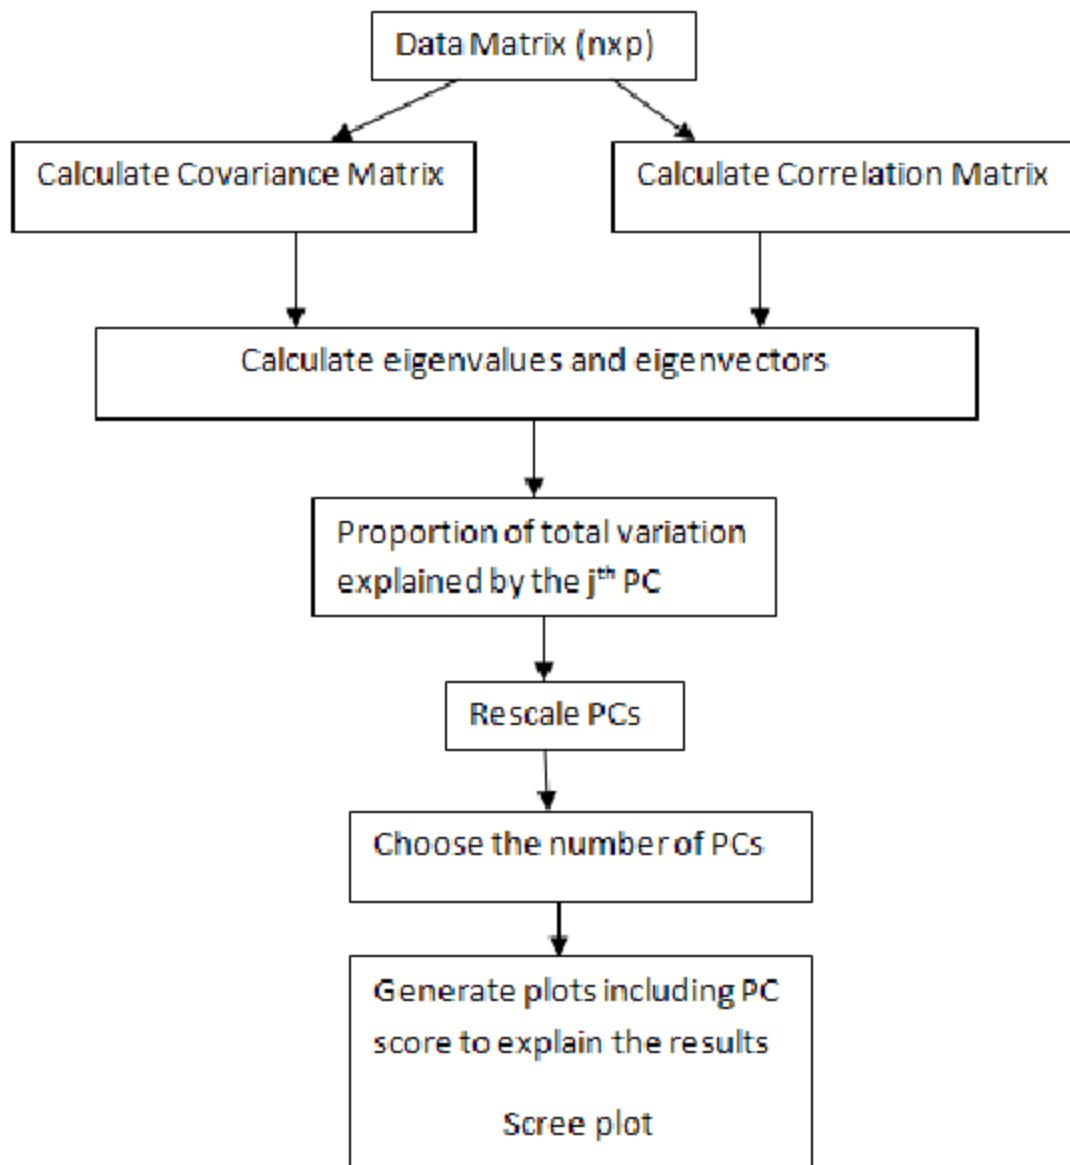 Data Matrix (nxp)
Calculate Covariance Matrix
Calculate Correlation Matrix
Calculate eigenvalues and eigenvectors
Proportion of total variation
explained by the jᵗʰ PC
Rescale PCs
Choose the number of PCs
Generate plots including PC
score to explain the results
Scree plot